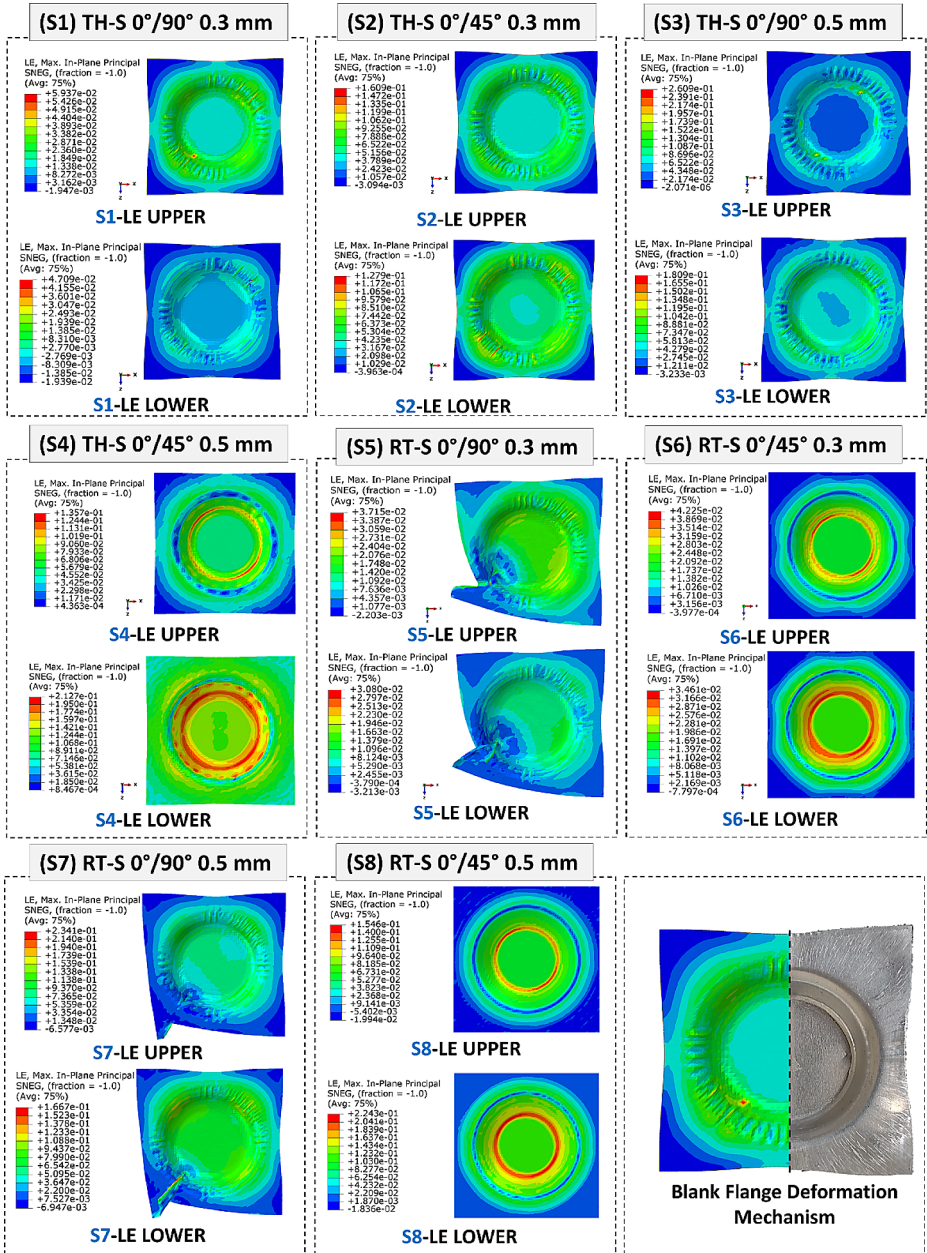 (S1) TH-S 0°/90° 0.3 mm
LE, Max. In-Plane Principal
SNEG, (fraction = -1.0)
(Avg: 75%)
+5.937e-02
+5.426e-02
+4.915e-02
+4.404e-02
+3.893e-02
+3.382e-02
+2.871e-02
+2.360e-02
+1.849e-02
+1.338e-02
+8.272e-03
+3.162e-03
-1.947e-03
S1-LE UPPER
LE, Max. In-Plane Principal
SNEG, (fraction = -1.0)
(Avg: 75%)
+4.709e-02
+4.155e-02
+3.601e-02
+3.047e-02
+2.493e-02
+1.939e-02
+1.385e-02
+8.310e-03
+2.770e-03
-2.769e-03
-8.309e-03
-1.385e-02
-1.939e-02
S1-LE LOWER
(S2) TH-S 0°/45° 0.3 mm
LE, Max. In-Plane Principal
SNEG, (fraction = -1.0)
(Avg: 75%)
+1.609e-01
+1.472e-01
+1.335e-01
+1.199e-01
+1.062e-01
+9.255e-02
+7.888e-02
+6.522e-02
+5.156e-02
+3.789e-02
+2.423e-02
+1.057e-02
-3.094e-03
S2-LE UPPER
LE, Max. In-Plane Principal
SNEG, (fraction = -1.0)
(Avg: 75%)
+1.279e-01
+1.172e-01
+1.065e-01
+9.579e-02
+8.510e-02
+7.442e-02
+6.373e-02
+5.304e-02
+4.235e-02
+3.167e-02
+2.098e-02
+1.029e-02
-3.963e-04
S2-LE LOWER
(S3) TH-S 0°/90° 0.5 mm
LE, Max. In-Plane Principal
SNEG, (fraction = -1.0)
(Avg: 75%)
+2.609e-01
+2.391e-01
+2.174e-01
+1.957e-01
+1.739e-01
+1.522e-01
+1.304e-01
+1.087e-01
+8.696e-02
+6.522e-02
+4.348e-02
+2.174e-02
-2.071e-06
S3-LE UPPER
LE, Max. In-Plane Principal
SNEG, (fraction = -1.0)
(Avg: 75%)
+1.809e-01
+1.655e-01
+1.502e-01
+1.348e-01
+1.195e-01
+1.042e-01
+8.881e-02
+7.347e-02
+5.813e-02
+4.279e-02
+2.745e-02
+1.211e-02
-3.233e-03
S3-LE LOWER
(S4) TH-S 0°/45° 0.5 mm
LE, Max. In-Plane Principal
SNEG, (fraction = -1.0)
(Avg: 75%)
+1.357e-01
+1.244e-01
+1.131e-01
+1.019e-01
+9.060e-02
+7.933e-02
+6.806e-02
+5.679e-02
+4.552e-02
+3.425e-02
+2.298e-02
+1.171e-02
+4.363e-04
S4-LE UPPER
LE, Max. In-Plane Principal
SNEG, (fraction = -1.0)
(Avg: 75%)
+2.127e-01
+1.950e-01
+1.774e-01
+1.597e-01
+1.421e-01
+1.244e-01
+1.068e-01
+8.911e-02
+7.146e-02
+5.381e-02
+3.615e-02
+1.850e-02
+8.467e-04
S4-LE LOWER
(S5) RT-S 0°/90° 0.3 mm
LE, Max. In-Plane Principal
SNEG, (fraction = -1.0)
(Avg: 75%)
+3.715e-02
+3.387e-02
+3.059e-02
+2.731e-02
+2.404e-02
+2.076e-02
+1.748e-02
+1.420e-02
+1.092e-02
+7.636e-03
+4.357e-03
+1.077e-03
-2.203e-03
S5-LE UPPER
LE, Max. In-Plane Principal
SNEG, (fraction = -1.0)
(Avg: 75%)
+3.080e-02
+2.797e-02
+2.513e-02
+2.230e-02
+1.946e-02
+1.663e-02
+1.379e-02
+1.096e-02
+8.124e-03
+5.290e-03
+2.455e-03
-3.790e-04
-3.213e-03
S5-LE LOWER
(S6) RT-S 0°/45° 0.3 mm
LE, Max. In-Plane Principal
SNEG, (fraction = -1.0)
(Avg: 75%)
+4.225e-02
+3.869e-02
+3.514e-02
+3.159e-02
+2.803e-02
+2.448e-02
+2.092e-02
+1.737e-02
+1.382e-02
+1.026e-02
+6.710e-03
+3.156e-03
-3.977e-04
S6-LE UPPER
LE, Max. In-Plane Principal
SNEG, (fraction = -1.0)
(Avg: 75%)
+3.461e-02
+3.166e-02
+2.871e-02
+2.576e-02
+2.281e-02
+1.986e-02
+1.691e-02
+1.397e-02
+1.102e-02
+8.068e-03
+5.118e-03
+2.169e-03
-7.797e-04
S6-LE LOWER
(S7) RT-S 0°/90° 0.5 mm
LE, Max. In-Plane Principal
SNEG, (fraction = -1.0)
(Avg: 75%)
+2.341e-01
+2.140e-01
+1.940e-01
+1.739e-01
+1.539e-01
+1.338e-01
+1.138e-01
+9.370e-02
+7.365e-02
+5.359e-02
+3.354e-02
+1.348e-02
-6.577e-03
S7-LE UPPER
LE, Max. In-Plane Principal
SNEG, (fraction = -1.0)
(Avg: 75%)
+1.667e-01
+1.523e-01
+1.378e-01
+1.233e-01
+1.088e-01
+9.437e-02
+7.990e-02
+6.542e-02
+5.095e-02
+3.647e-02
+2.200e-02
+7.527e-03
-6.947e-03
S7-LE LOWER
(S8) RT-S 0°/45° 0.5 mm
LE, Max. In-Plane Principal
SNEG, (fraction = -1.0)
(Avg: 75%)
+1.546e-01
+1.400e-01
+1.255e-01
+1.109e-01
+9.640e-02
+8.185e-02
+6.731e-02
+5.277e-02
+3.823e-02
+2.368e-02
+9.141e-03
-5.402e-03
-1.994e-02
S8-LE UPPER
LE, Max. In-Plane Principal
SNEG, (fraction = -1.0)
(Avg: 75%)
+2.243e-01
+2.041e-01
+1.839e-01
+1.637e-01
+1.434e-01
+1.232e-01
+1.030e-01
+8.277e-02
+6.254e-02
+4.232e-02
+2.209e-02
+1.870e-03
-1.836e-02
S8-LE LOWER
Blank Flange Deformation
Mechanism